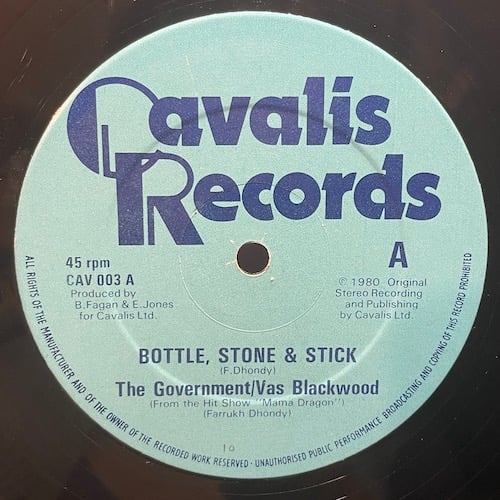 Cavalis
Records
45 rpm
CAV 003 A
Produced by
B.Fagan & E.Jones
for Cavalis Ltd.
A
℗ 1980 Original
Stereo Recording
and Publishing
by Cavalis Ltd.
BOTTLE, STONE & STICK
(F.Dhondy)
The Government/Vas Blackwood
(From the Hit Show "Mama Dragon")
(Farrukh Dhondy)
ALL RIGHTS OF THE MANUFACTURER AND OF THE OWNER OF THE RECORDED WORK RESERVED · UNAUTHORISED PUBLIC PERFORMANCE BROADCASTING AND COPYING OF THIS RECORD PROHIBITED